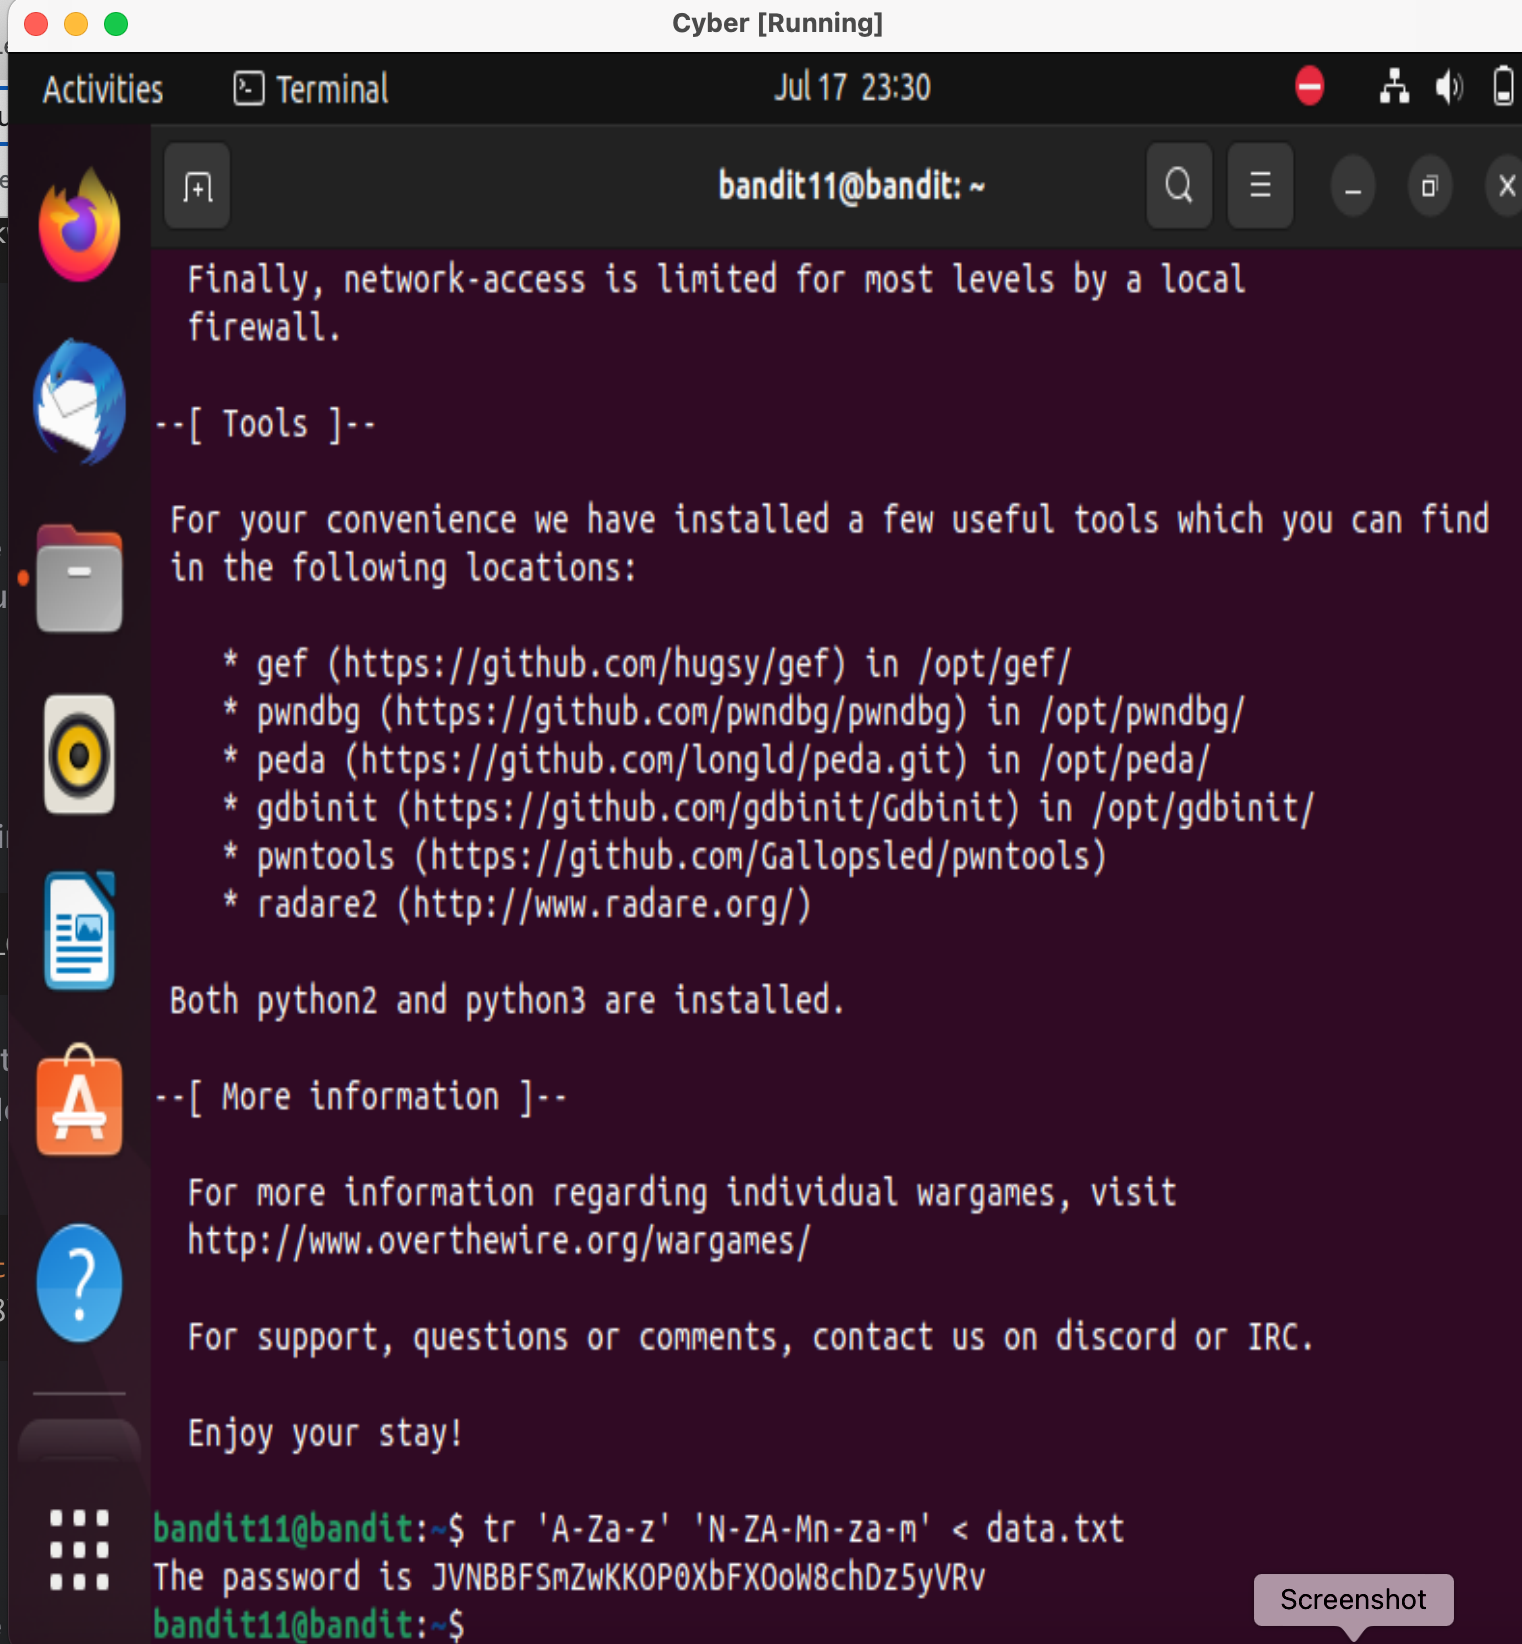 Cyber [Running]
Activities
Terminal
Jul 17 23:30
bandit11@bandit: ~
Finally, network-access is limited for most levels by a local
firewall.
--[ Tools ]--
For your convenience we have installed a few useful tools which you can find
in the following locations:
* gef (https://github.com/hugsy/gef) in /opt/gef/
* pwndbg (https://github.com/pwndbg/pwndbg) in /opt/pwndbg/
* peda (https://github.com/longld/peda.git) in /opt/peda/
* gdbinit (https://github.com/gdbinit/Gdbinit) in /opt/gdbinit/
* pwntools (https://github.com/Gallopsled/pwntools)
* radare2 (http://www.radare.org/)
Both python2 and python3 are installed.
--[ More information ]--
For more information regarding individual wargames, visit
http://www.overthewire.org/wargames/
For support, questions or comments, contact us on discord or IRC.
Enjoy your stay!
bandit11@bandit:~$ tr 'A-Za-z' 'N-ZA-Mn-za-m' < data.txt
The password is JVNBBFSmZwKKOP0XbFXOoW8chDz5yVRv
bandit11@bandit:~$
Screenshot